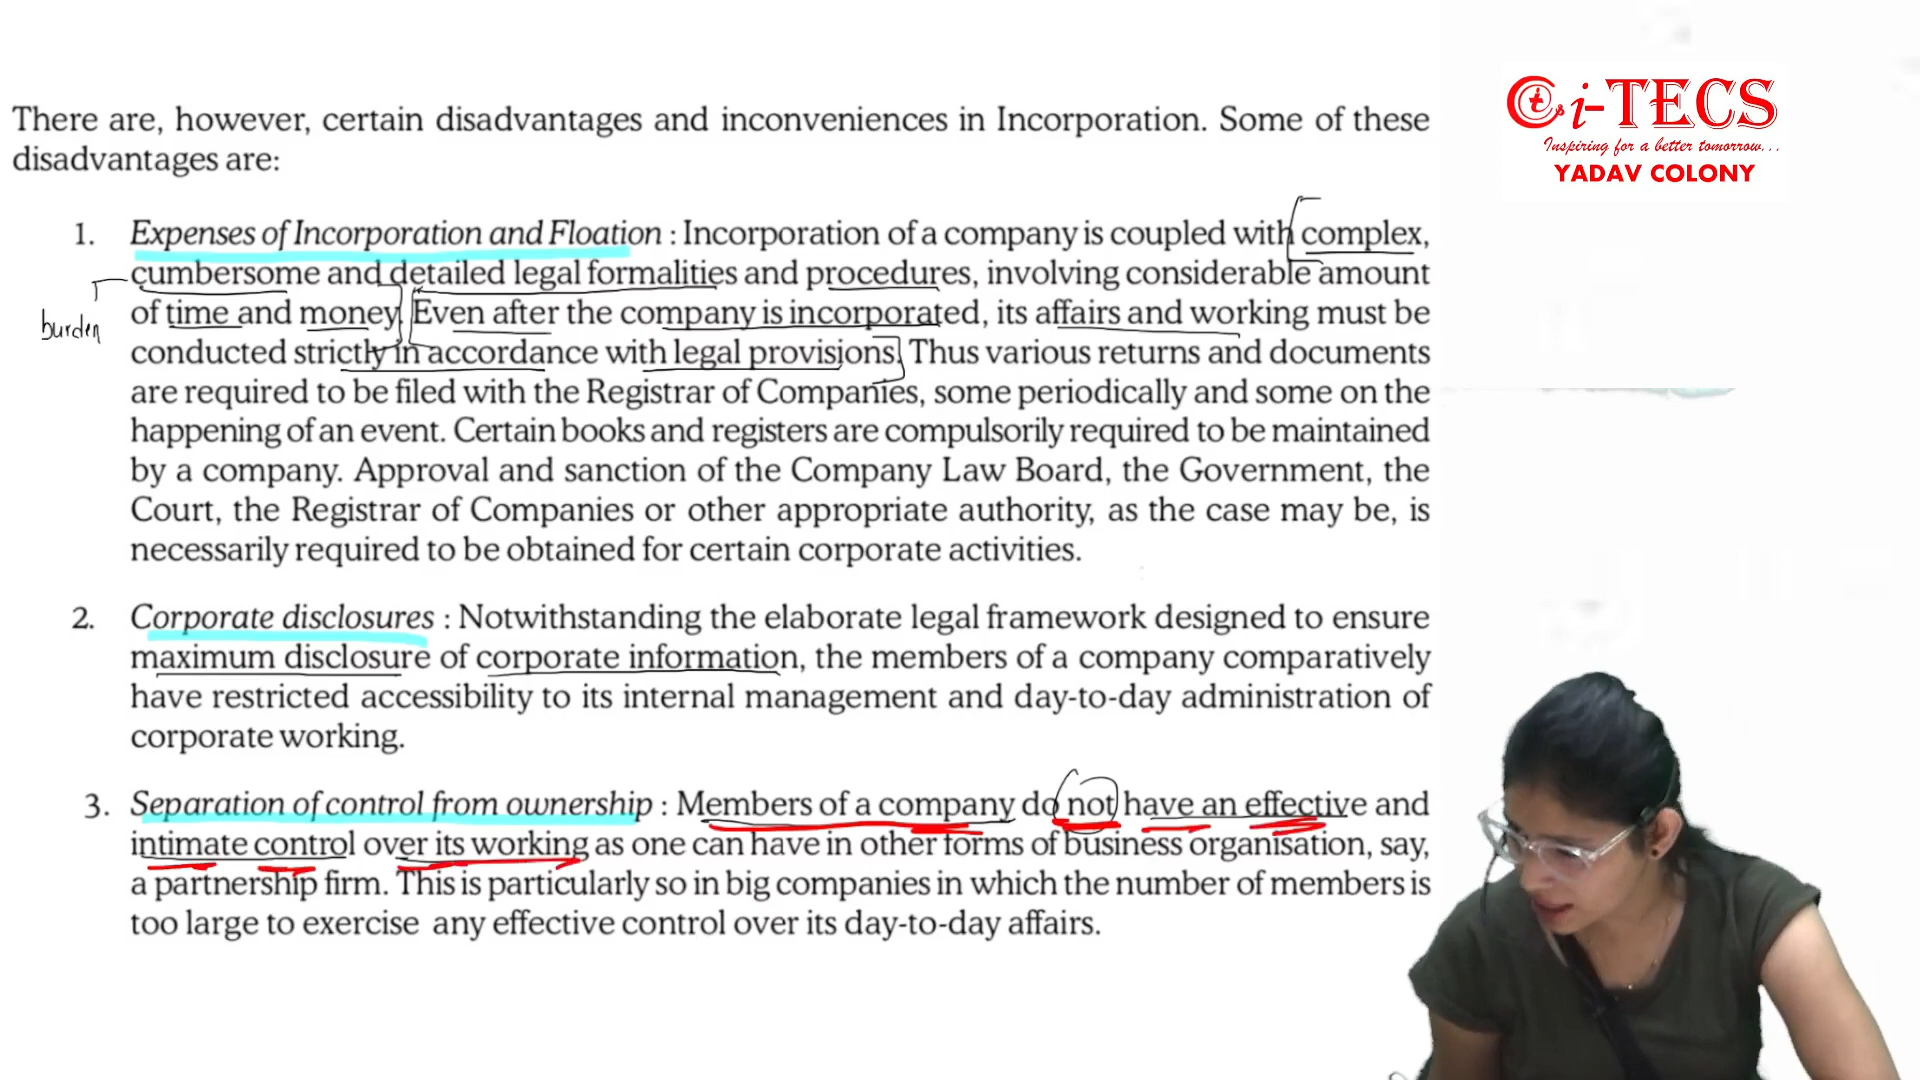 There are, however, certain disadvantages and inconveniences in Incorporation. Some of these
disadvantages are:
1. Expenses of Incorporation and Floation : Incorporation of a company is coupled with complex,
cumbersome and detailed legal formalities and procedures, involving considerable amount
of time and money. Even after the company is incorporated, its affairs and working must be
conducted strictly in accordance with legal provisions. Thus various returns and documents
are required to be filed with the Registrar of Companies, some periodically and some on the
happening of an event. Certain books and registers are compulsorily required to be maintained
by a company. Approval and sanction of the Company Law Board, the Government, the
Court, the Registrar of Companies or other appropriate authority, as the case may be, is
necessarily required to be obtained for certain corporate activities.
burden
2. Corporate disclosures : Notwithstanding the elaborate legal framework designed to ensure
maximum disclosure of corporate information, the members of a company comparatively
have restricted accessibility to its internal management and day-to-day administration of
corporate working.
3. Separation of control from ownership : Members of a company do not have an effective and
intimate control over its working as one can have in other forms of business organisation, say,
a partnership firm. This is particularly so in big companies in which the number of members is
too large to exercise any effective control over its day-to-day affairs.
i-TECS
Inspiring for a better tomorrow...
YADAV COLONY